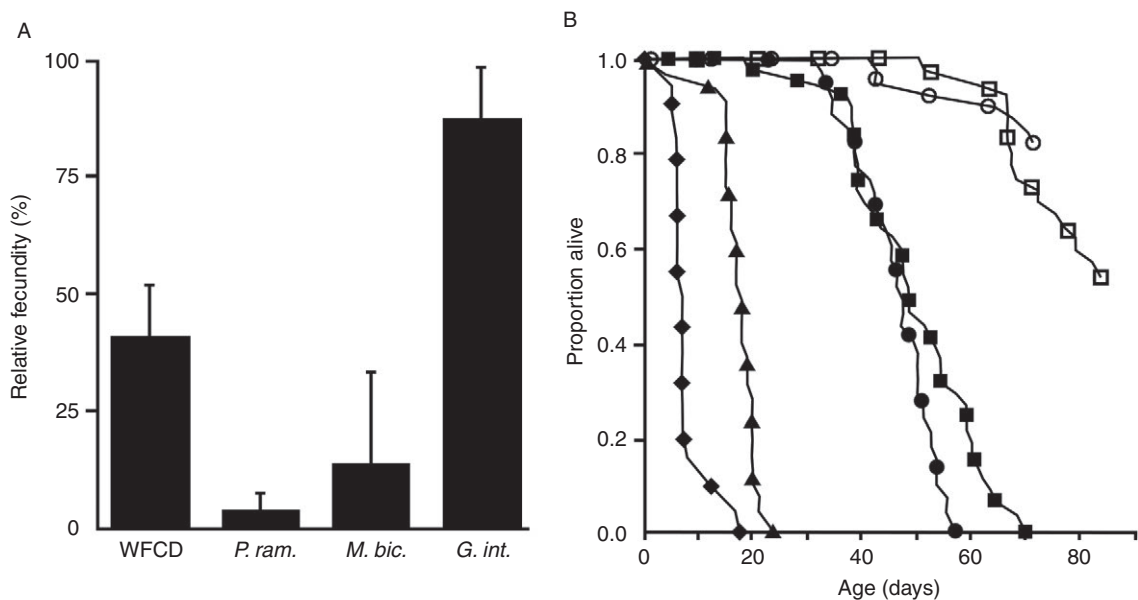 A
Relative fecundity (%)
100
75
50
25
0
WFCD P. ram. M. bic. G. int.
B
Proportion alive
1.0
0.8
0.6
0.4
0.2
0.0
0 20 40 60 80
Age (days)